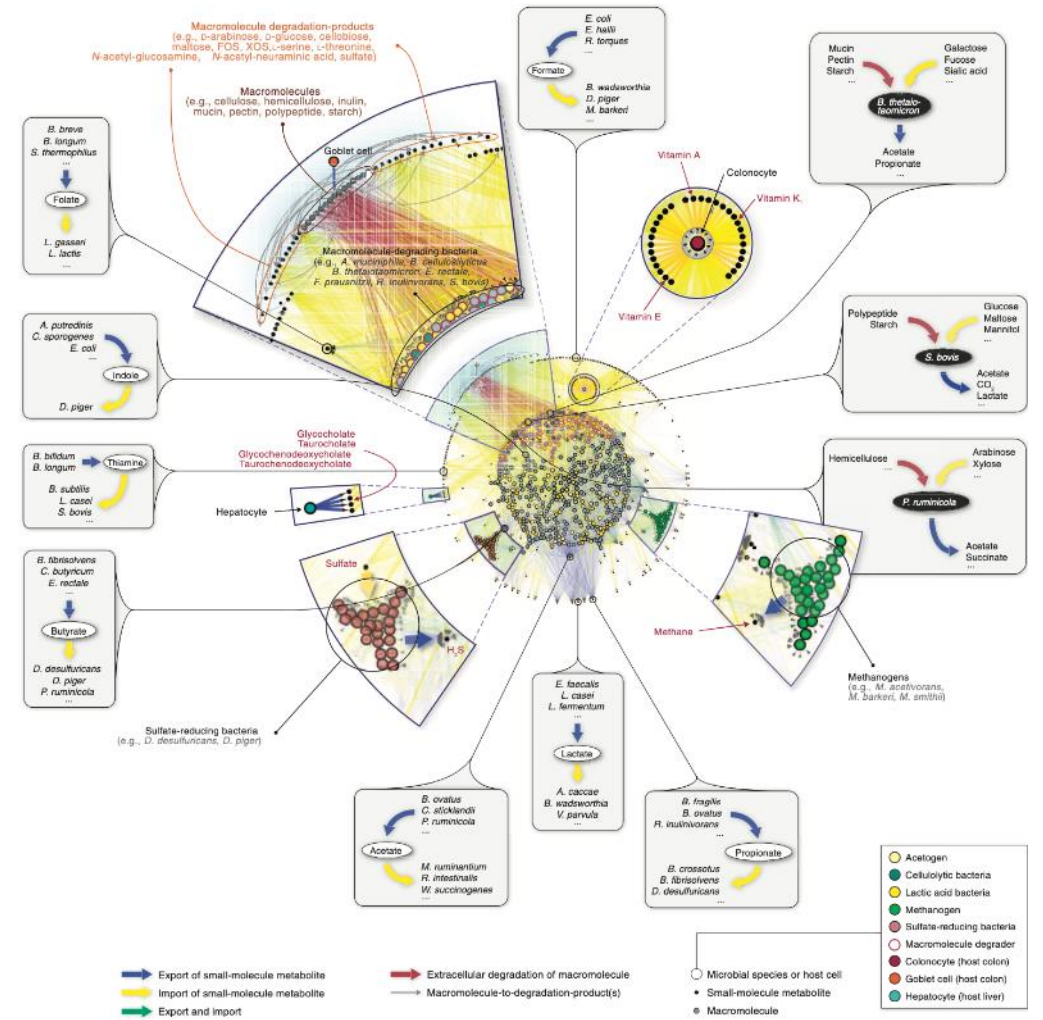 Macromolecule degradation-products
(e.g., D-arabinose, D-glucose, cellobiose,
maltose, FOS, XOS,L-serine, L-threonine,
N-acetyl-glucosamine, N-acetyl-neuraminic acid, sulfate)
Macromolecules
(e.g., cellulose, hemicellulose, inulin,
mucin, pectin, polypeptide, starch)
Goblet cell
Macromolecule-degrading bacteria
(e.g., A. muciniphila, B. cellulosilyticus
B. thetaiotaomicron, E. rectale,
F. prausnitzii, R. inulinivorans, S. bovis)
E. coli
E. hallii
R. torques
...
Formate
B. wadsworthia
D. piger
M. barkeri
...
Mucin
Pectin
Starch
...
Galactose
Fucose
Sialic acid
...
B. thetaio-
taomicron
Acetate
Propionate
...
B. breve
B. longum
S. thermophilus
...
Folate
L. gasseri
L. lactis
...
Vitamin A
Colonocyte
Vitamin K,
Vitamin E
A. putredinis
C. sporogenes
E. coli
...
Indole
D. piger
Polypeptide
Starch
Glucose
Maltose
Mannitol
...
S. bovis
Acetate
CO2
Lactate
...
B. bifidum
B. longum
Thiamine
B. subtilis
L. casei
S. bovis
...
Glycocholate
Taurocholate
Glycochenodeoxycholate
Taurochenodeoxycholate
Hepatocyte
Hemicellulose
...
Arabinose
Xylose
...
P. ruminicola
Acetate
Succinate
...
B. fibrisolvens
C. butyricum
E. rectale
...
Butyrate
D. desulfuricans
D. piger
P. ruminicola
...
Sulfate
H2S
Sulfate-reducing bacteria
(e.g., D. desulfuricans, D. piger)
Methane
Methanogens
(e.g., M. acetivorans,
M. barkeri, M. smithii)
E. faecalis
L. casei
L. fermentum
...
Lactate
A. caccae
B. wadsworthia
V. parvula
...
B. ovatus
C. sticklandii
P. ruminicola
...
Acetate
M. ruminantium
R. intestinalis
W. succinogenes
...
B. fragilis
B. ovatus
R. inulinivorans
...
Propionate
B. crossotus
B. fibrisolvens
D. desulfuricans
...
Acetogen
Cellulolytic bacteria
Lactic acid bacteria
Methanogen
Sulfate-reducing bacteria
Macromolecule degrader
Colonocyte (host colon)
Goblet cell (host colon)
Hepatocyte (host liver)
Export of small-molecule metabolite
Import of small-molecule metabolite
Export and import
Extracellular degradation of macromolecule
Macromolecule-to-degradation-product(s)
Microbial species or host cell
Small-molecule metabolite
Macromolecule